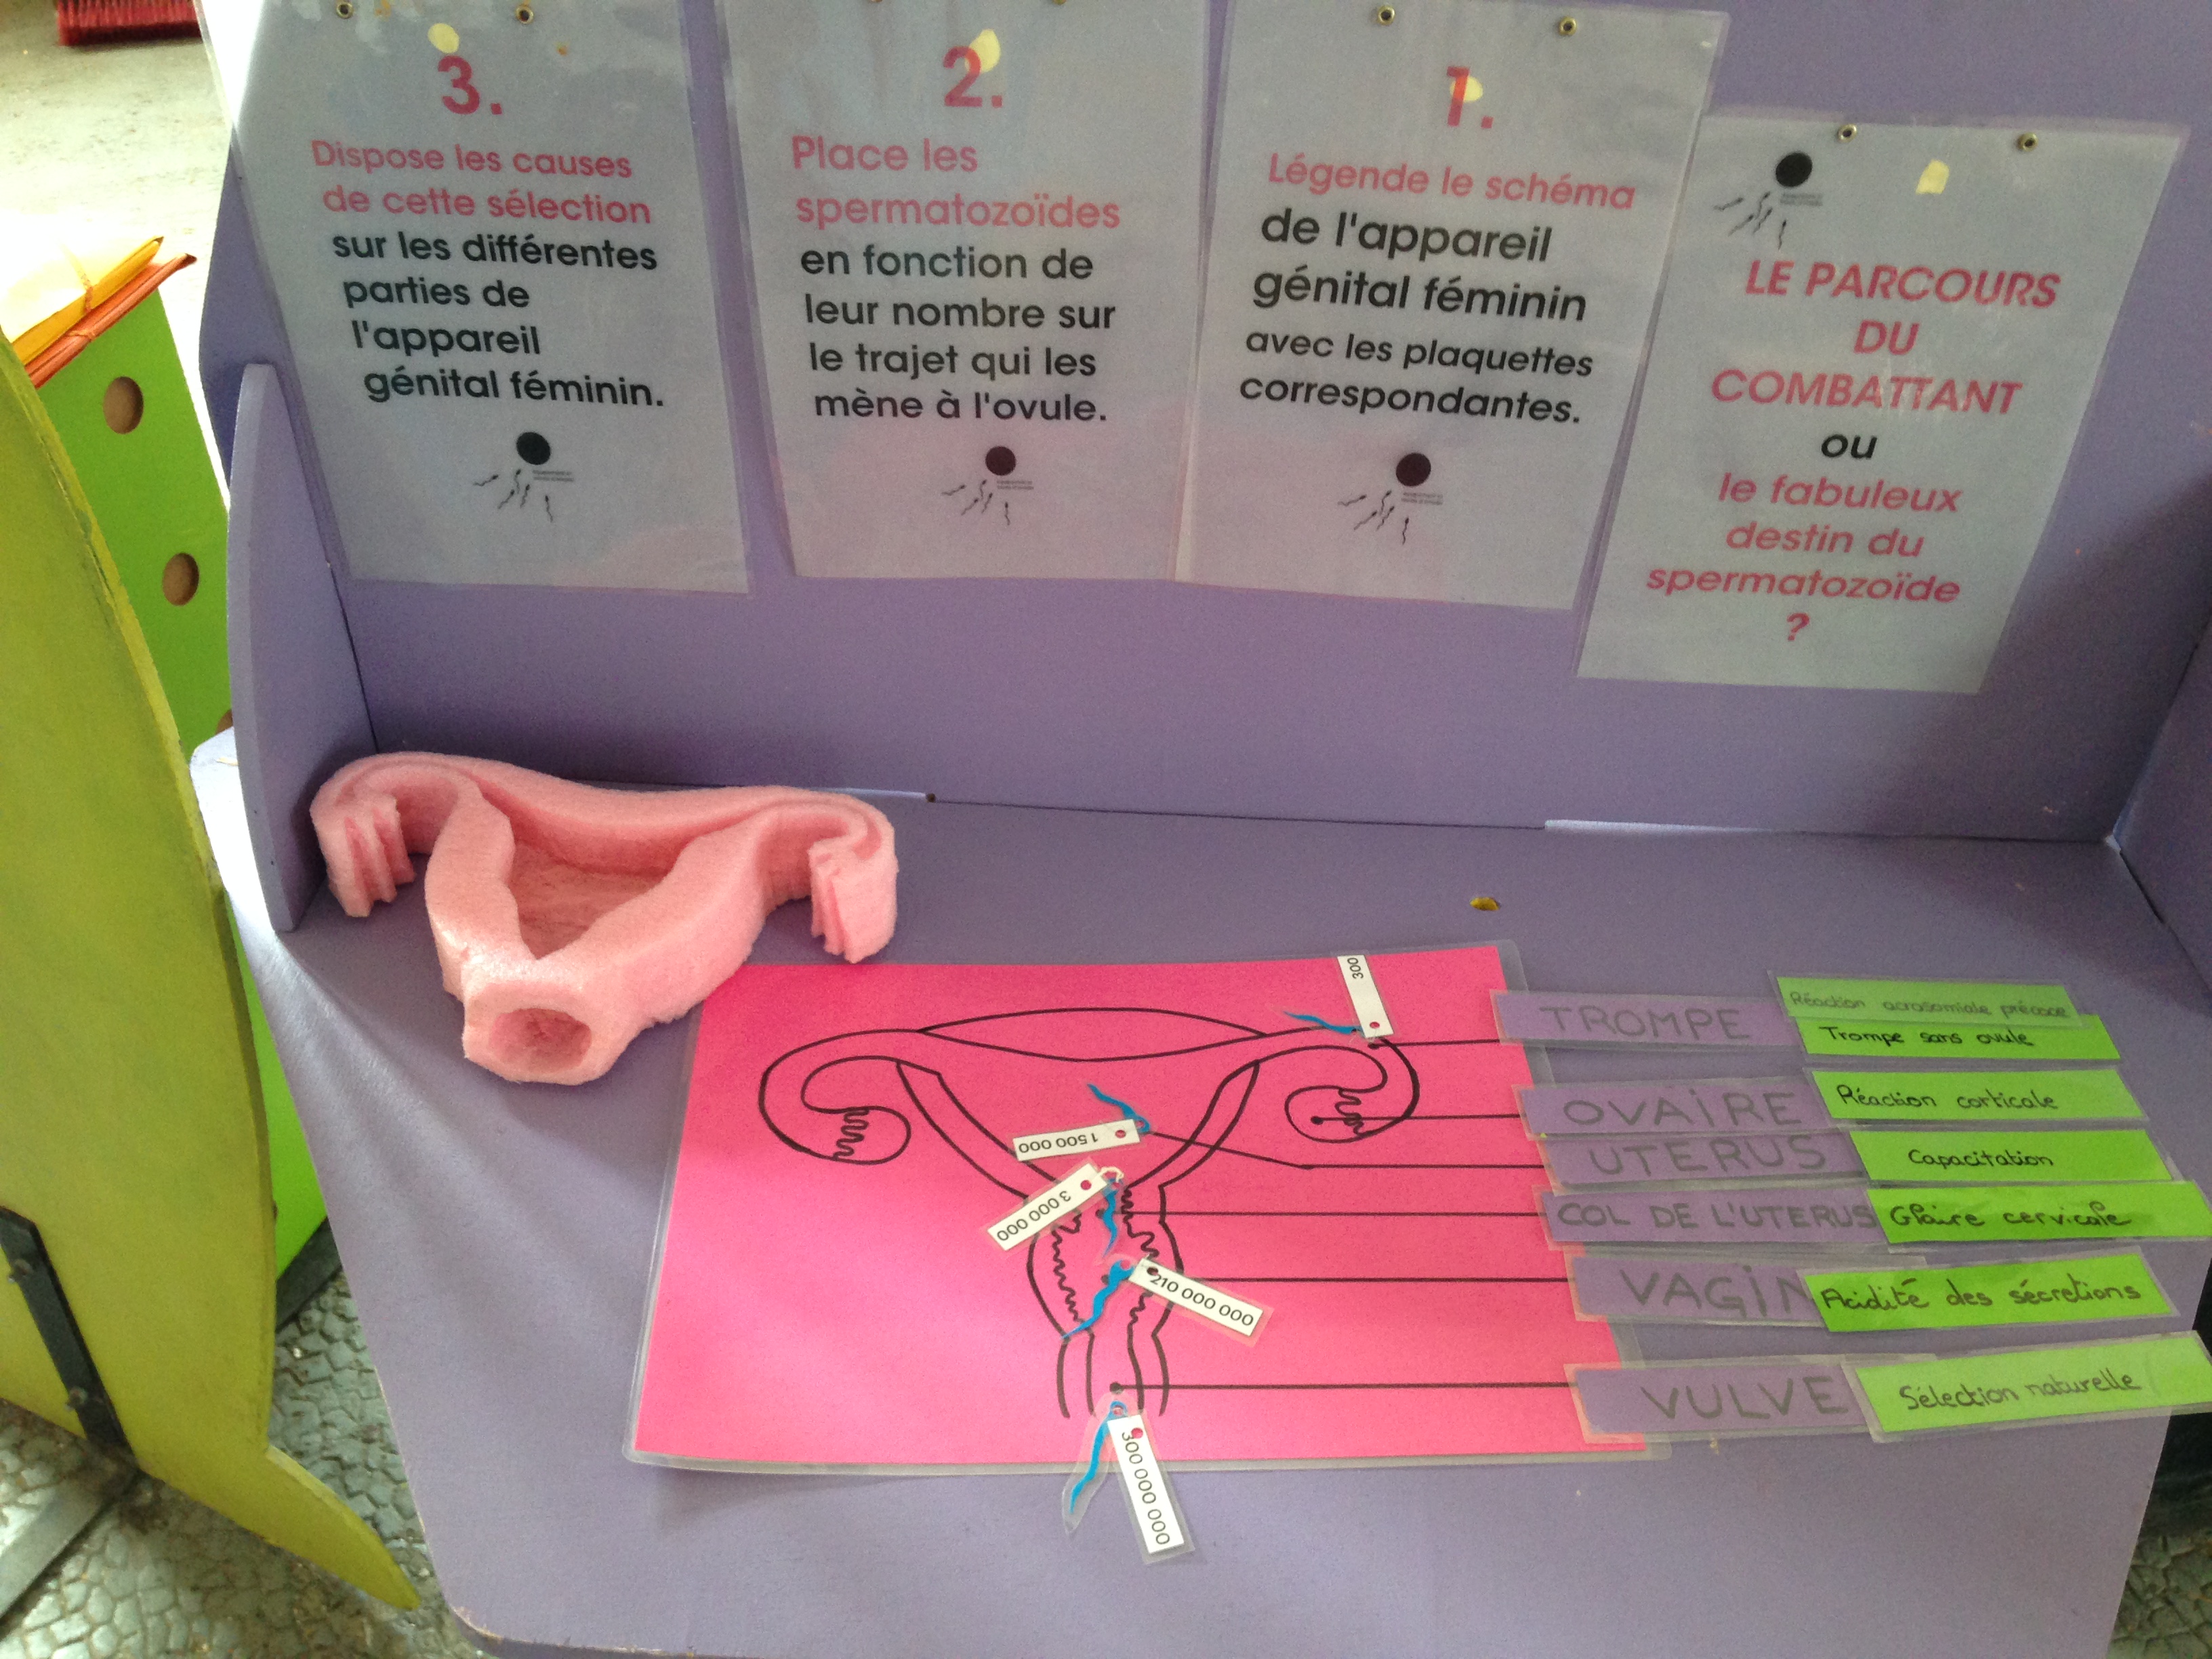 3.
Dispose les causes
de cette sélection
sur les différentes
parties de
l'appareil
génital féminin.
2.
Place les
spermatozoïdes
en fonction de
leur nombre sur
le trajet qui les
mène à l'ovule.
1.
Légende le schéma
de l'appareil
génital féminin
avec les plaquettes
correspondantes.
LE PARCOURS
DU
COMBATTANT
ou
le fabuleux
destin du
spermatozoïde
?
300
1 500 000
3 000 000
210 000 000
300 000 000
TROMPE
Réaction acrosomiale précoce
Trompe sans ovule
OVAIRE
Réaction corticale
UTERUS
Capacitation
COL DE L'UTERUS
Glaire cervicale
VAGIN
Acidité des sécretions
VULVE
Sélection naturelle